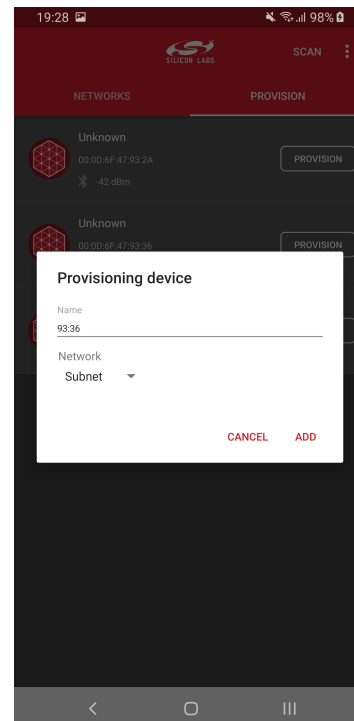 19:28 98%
SILICON LABS SCAN
NETWORKS PROVISION
Unknown
00:0D:6F:47:93:2A PROVISION
-42 dBm
Unknown
00:0D:6F:47:93:36 PROVISION
Provisioning device
Name
93:36
Network
Subnet
CANCEL ADD